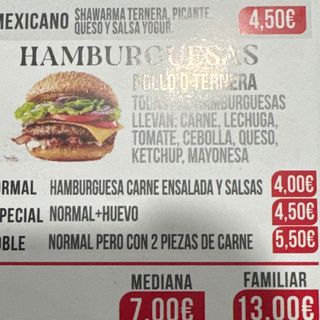 MEXICANO SHAWARMA TERNERA, PICANTE, 4,50€
QUESO Y SALSA YOGUR.
HAMBURGUESAS
POLLO O TERNERA
TODAS LAS HAMBURGUESAS
LLEVAN: CARNE, LECHUGA,
TOMATE, CEBOLLA, QUESO,
KETCHUP, MAYONESA
ORMAL HAMBURGUESA CARNE ENSALADA Y SALSAS 4,00€
PECIAL NORMAL+HUEVO 4,50€
OBLE NORMAL PERO CON 2 PIEZAS DE CARNE 5,50€
MEDIANA FAMILIAR
7,00€ 13,00€